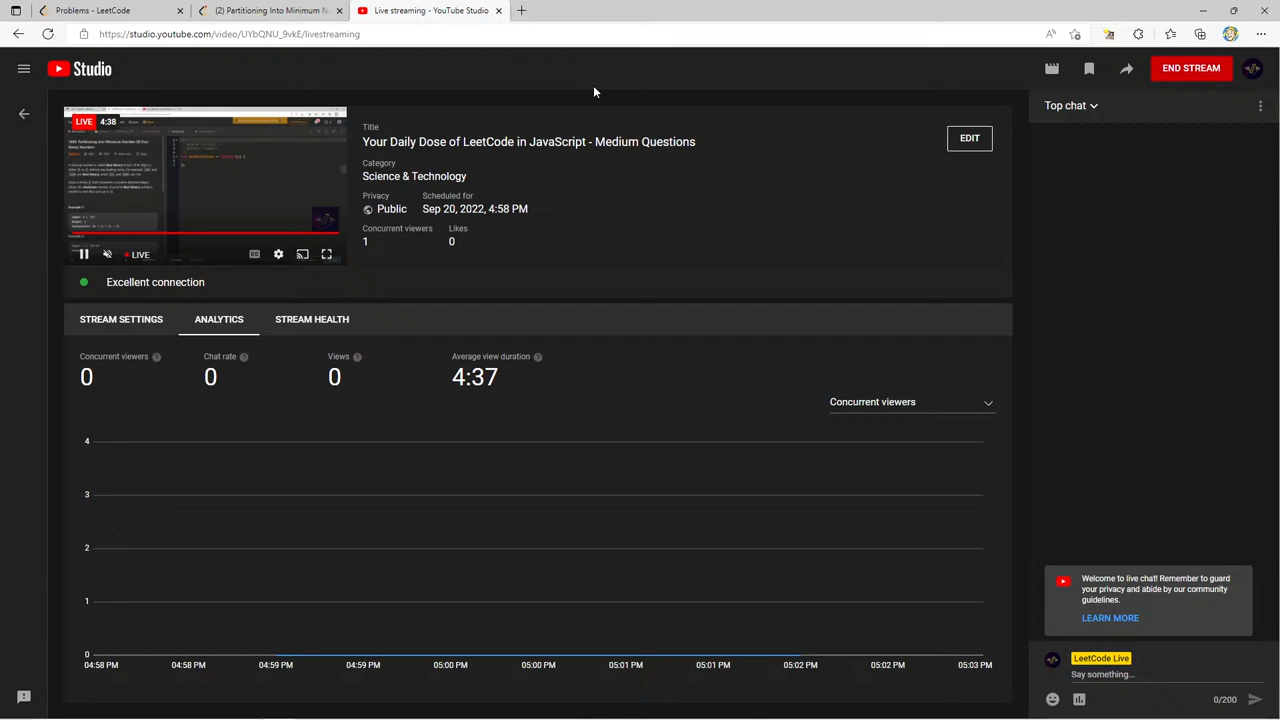 Problems - LeetCode
(2) Partitioning Into Minimum N
Live streaming - YouTube Studio
https://studio.youtube.com/video/UYbQNU_9vkE/livestreaming
Studio
END STREAM
LIVE 4:38
LIVE
Title
Your Daily Dose of LeetCode in JavaScript - Medium Questions
EDIT
Category
Science & Technology
Privacy
Scheduled for
Public
Sep 20, 2022, 4:58 PM
Concurrent viewers
Likes
1
0
Excellent connection
STREAM SETTINGS
ANALYTICS
STREAM HEALTH
Concurrent viewers
Chat rate
Views
Average view duration
0
0
0
4:37
Concurrent viewers
4
3
2
1
0
04:58 PM
04:58 PM
04:59 PM
04:59 PM
05:00 PM
05:00 PM
05:01 PM
05:01 PM
05:02 PM
05:02 PM
05:03 PM
Top chat
Welcome to live chat! Remember to guard
your privacy and abide by our community
guidelines.
LEARN MORE
LeetCode Live
Say something...
0/200